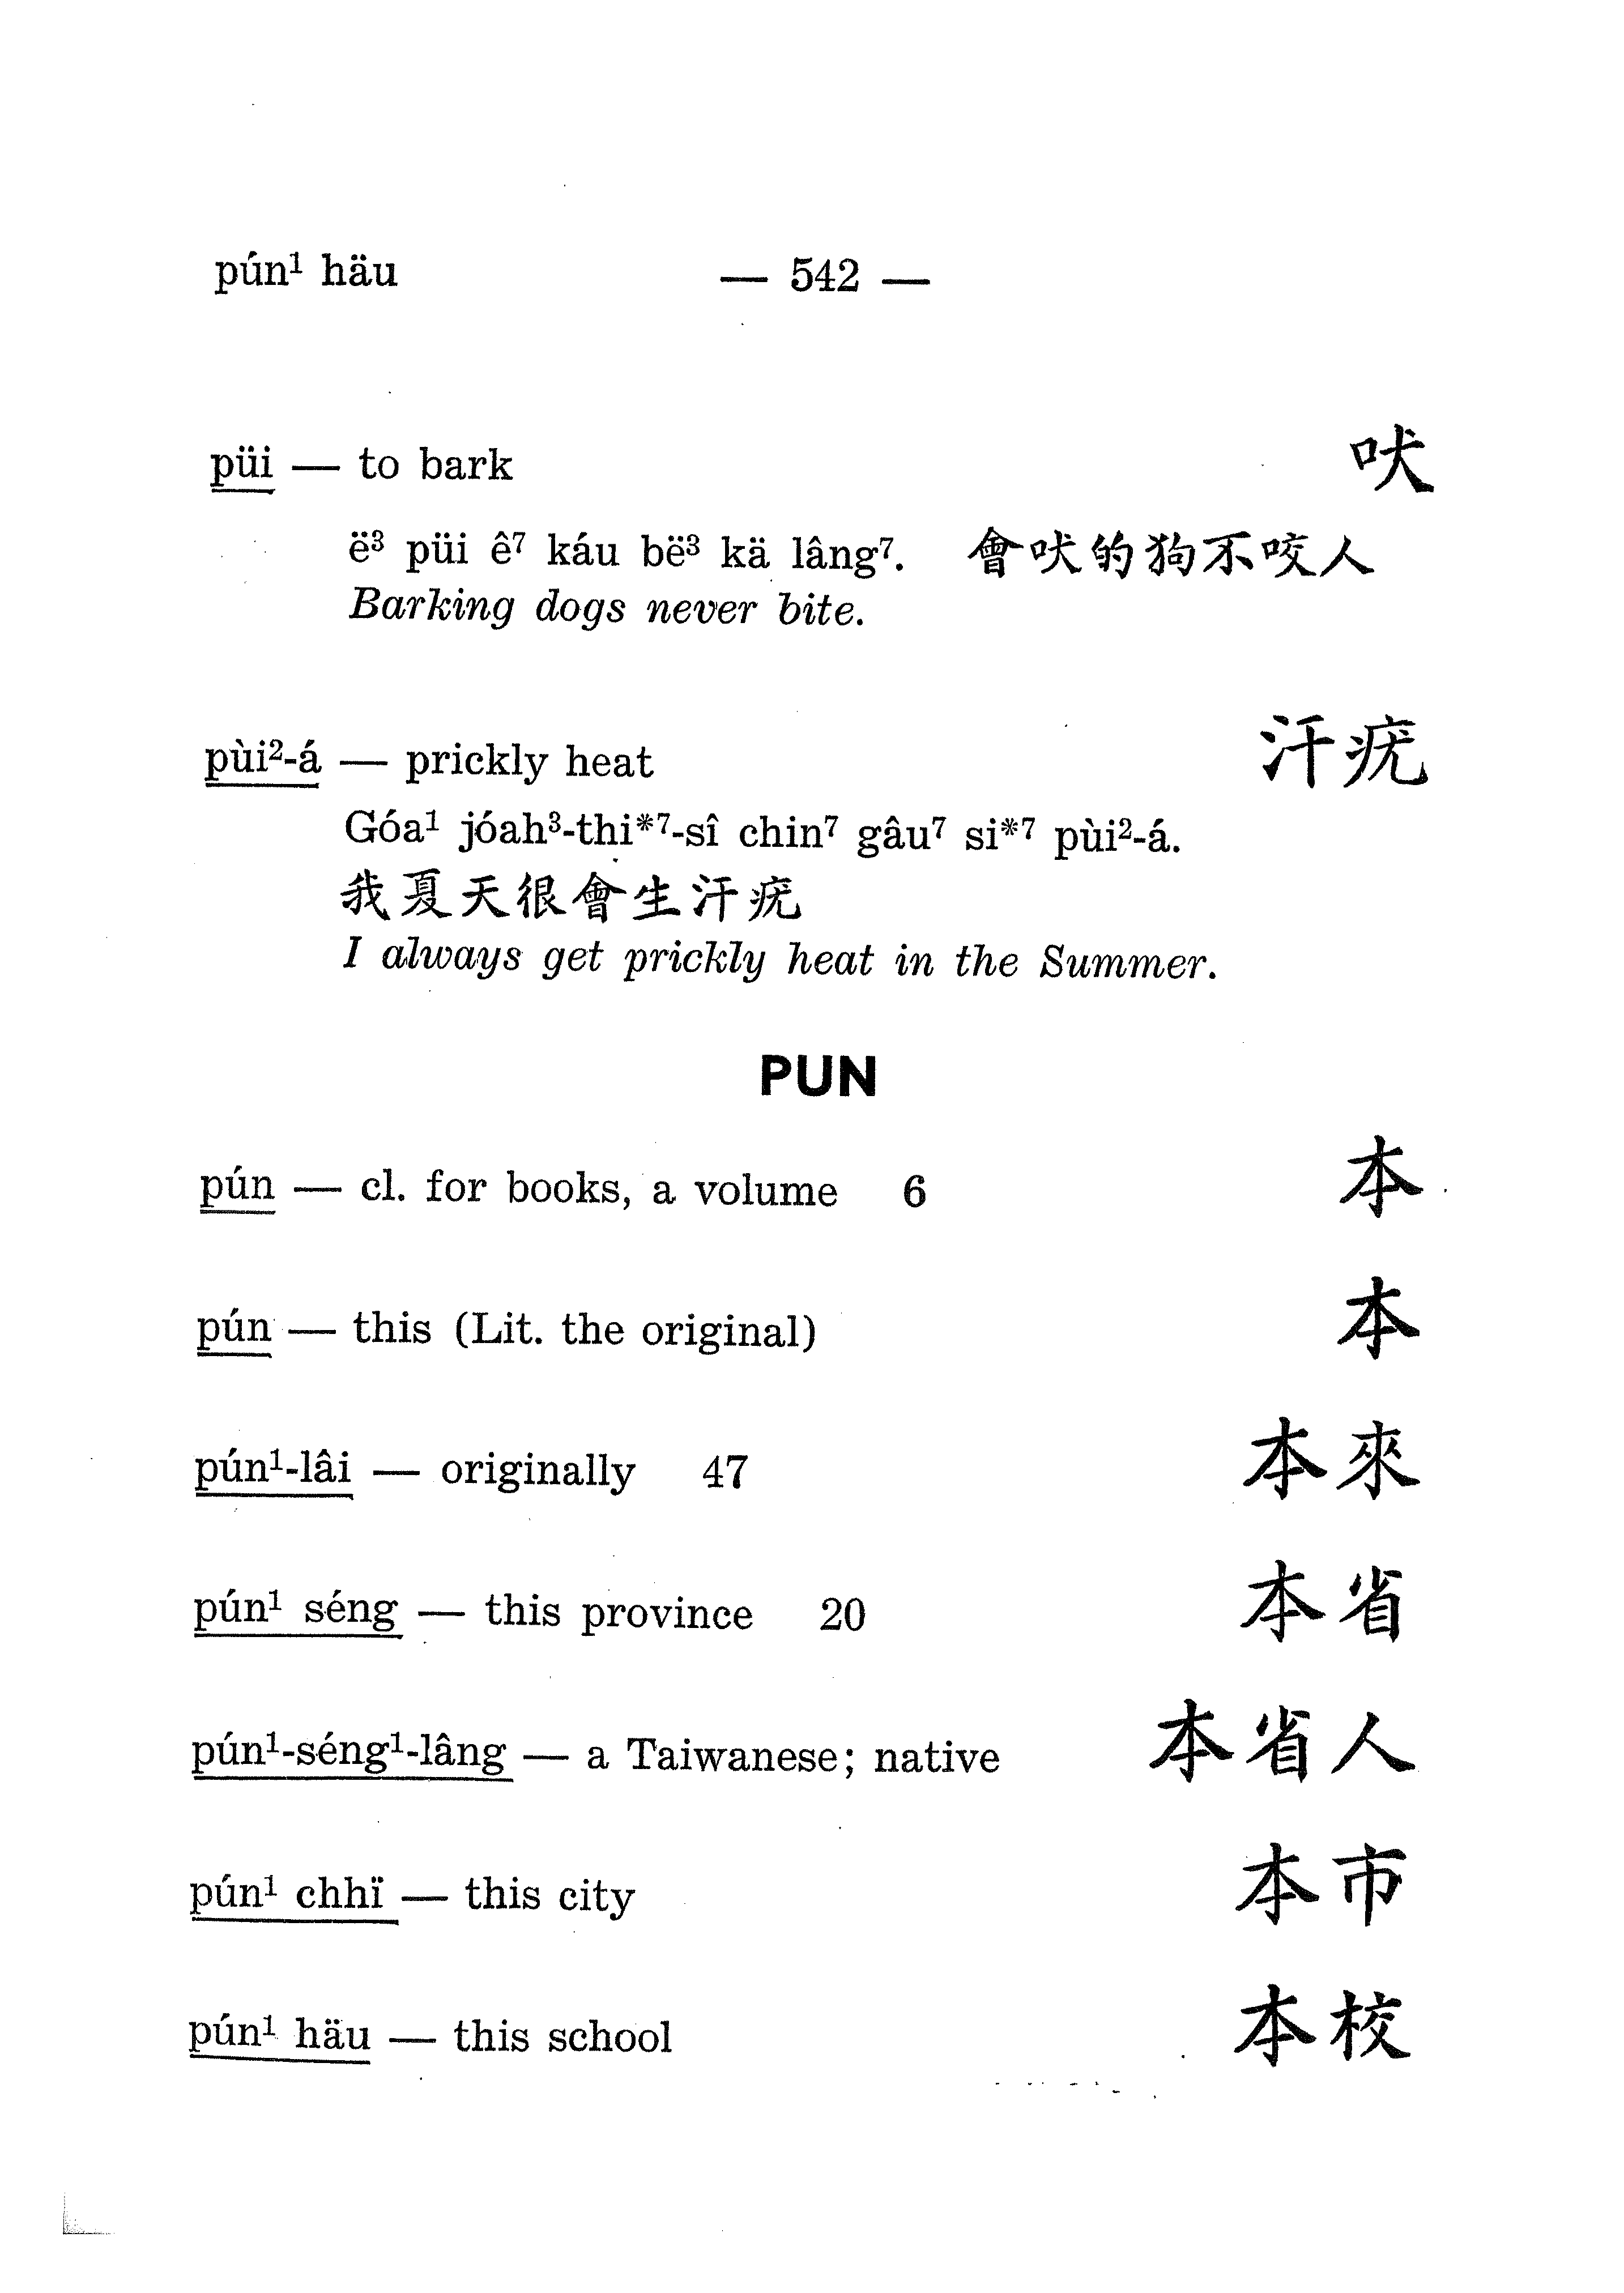 pún¹ häu — 542 —
püi — to bark 吠
ë³ püi ê⁷ káu bë³ kä lâng⁷. 會吠的狗不咬人
Barking dogs never bite.
pùi²-á — prickly heat 汗疣
Góa¹ jóah³-thi*⁷-sî chin⁷ gâu⁷ si*⁷ pùi²-á.
我夏天很會生汗疣
I always get prickly heat in the Summer.
PUN
pún — cl. for books, a volume 6 本
pún — this (Lit. the original) 本
pún¹-lâi — originally 47 本來
pún¹ séng — this province 20 本省
pún¹-séng¹-lâng — a Taiwanese; native 本省人
pún¹ chhï — this city 本市
pún¹ häu — this school 本校